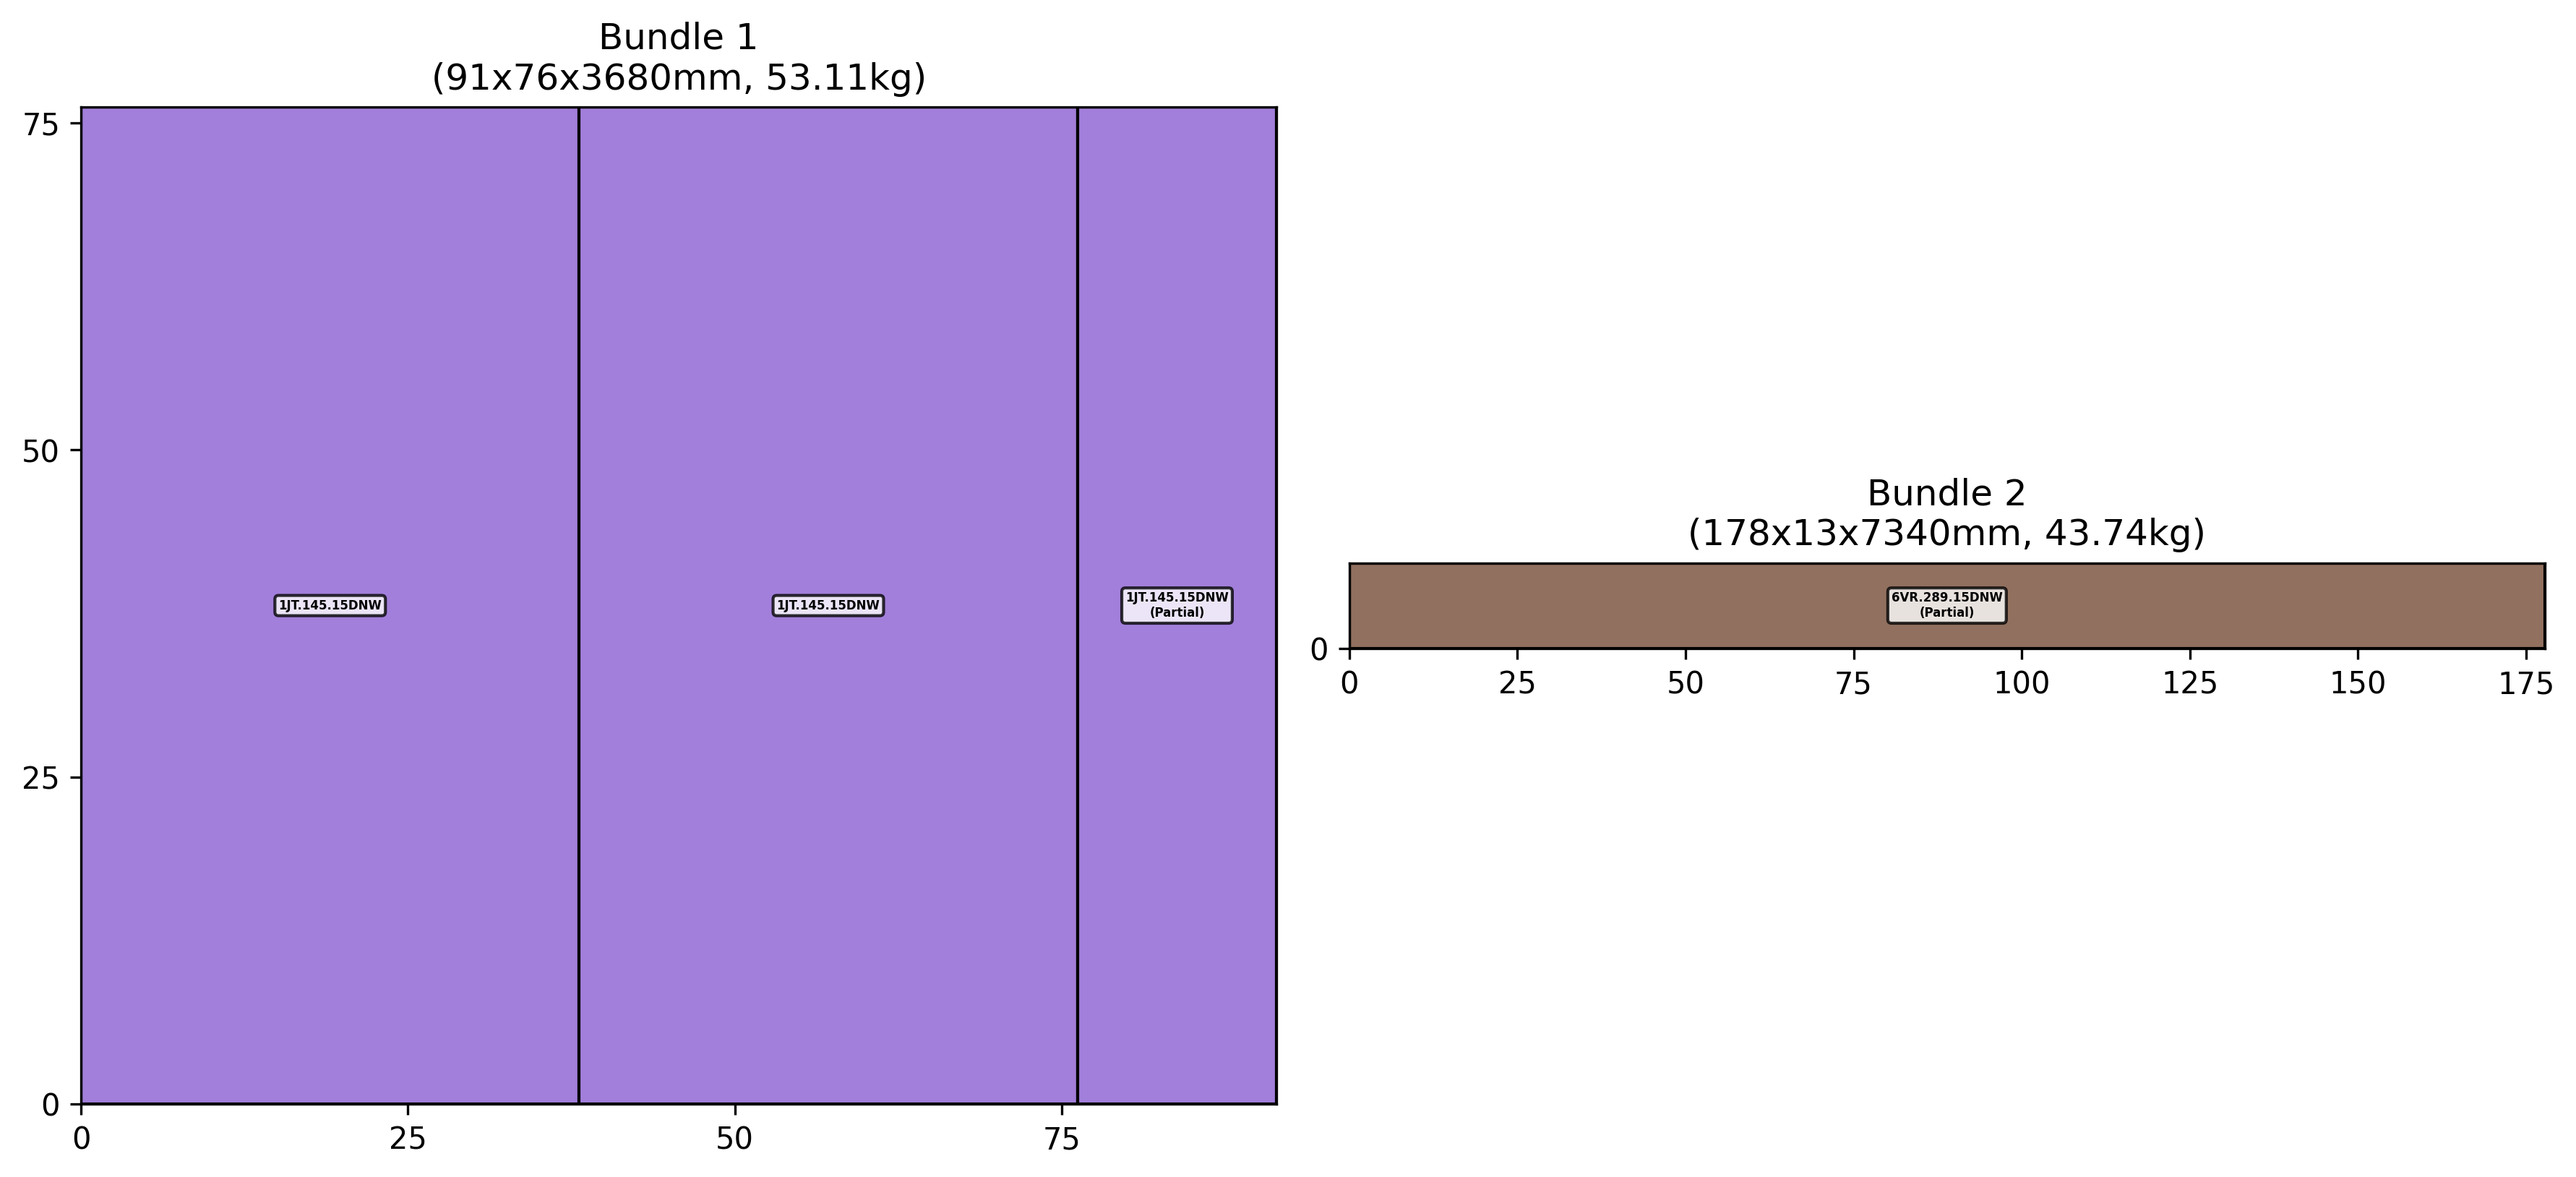 Bundle 1
(91x76x3680mm, 53.11kg)
75
50
25
0
0 25 50 75
1JT.145.15DNW
1JT.145.15DNW
1JT.145.15DNW
(Partial)
Bundle 2
(178x13x7340mm, 43.74kg)
6VR.289.15DNW
(Partial)
0
0 25 50 75 100 125 150 175